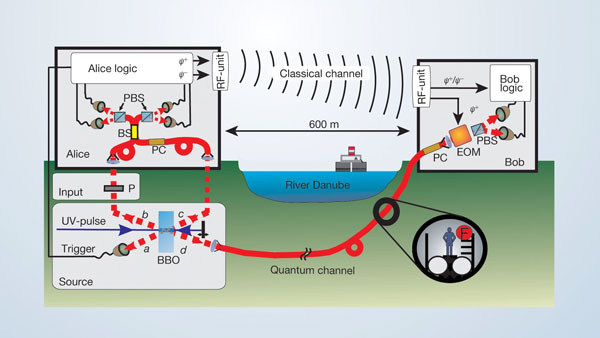 Alice logic
ψ⁺
ψ⁻
RF-unit
Classical channel
RF-unit
ψ⁺/ψ⁻
Bob
logic
ψ⁺
PBS
BS
PC
Alice
600 m
PC
EOM
PBS
Bob
River Danube
Input
P
UV-pulse
b
c
Trigger
a
d
BBO
Source
Quantum channel
F